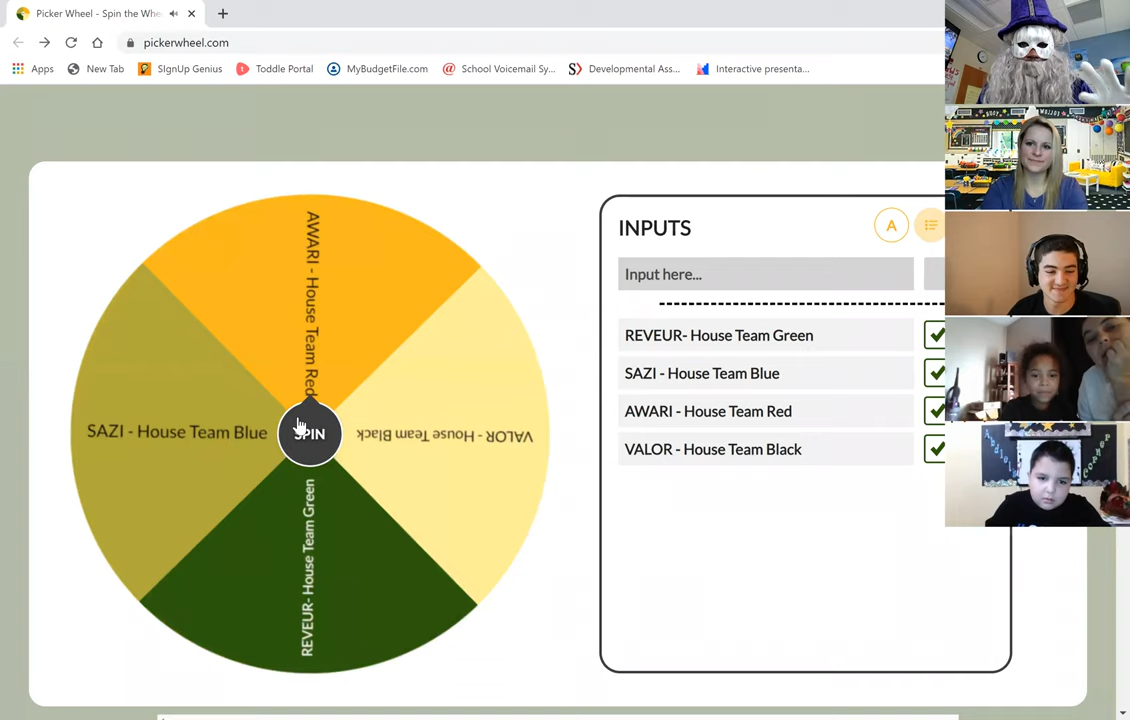 Picker Wheel - Spin the Whe
pickerwheel.com
Apps
New Tab
SIgnUp Genius
Toddle Portal
MyBudgetFile.com
School Voicemail Sy...
Developmental Ass...
Interactive presenta...
AWARI - House Team Red
SAZI - House Team Blue
SPIN
VALOR - House Team Black
REVEUR- House Team Green
INPUTS
A
Input here...
REVEUR- House Team Green
SAZI - House Team Blue
AWARI - House Team Red
VALOR - House Team Black